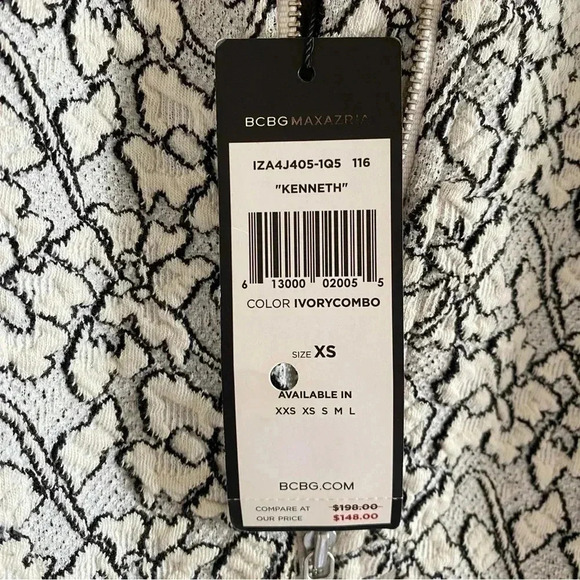 BCBGMAXAZRIA
IZA4J405-1Q5 116
"KENNETH"
6 13000 02005 5
COLOR IVORYCOMBO
SIZE XS
AVAILABLE IN
XXS XS S M L
BCBG.COM
COMPARE AT $198.00
OUR PRICE $148.00